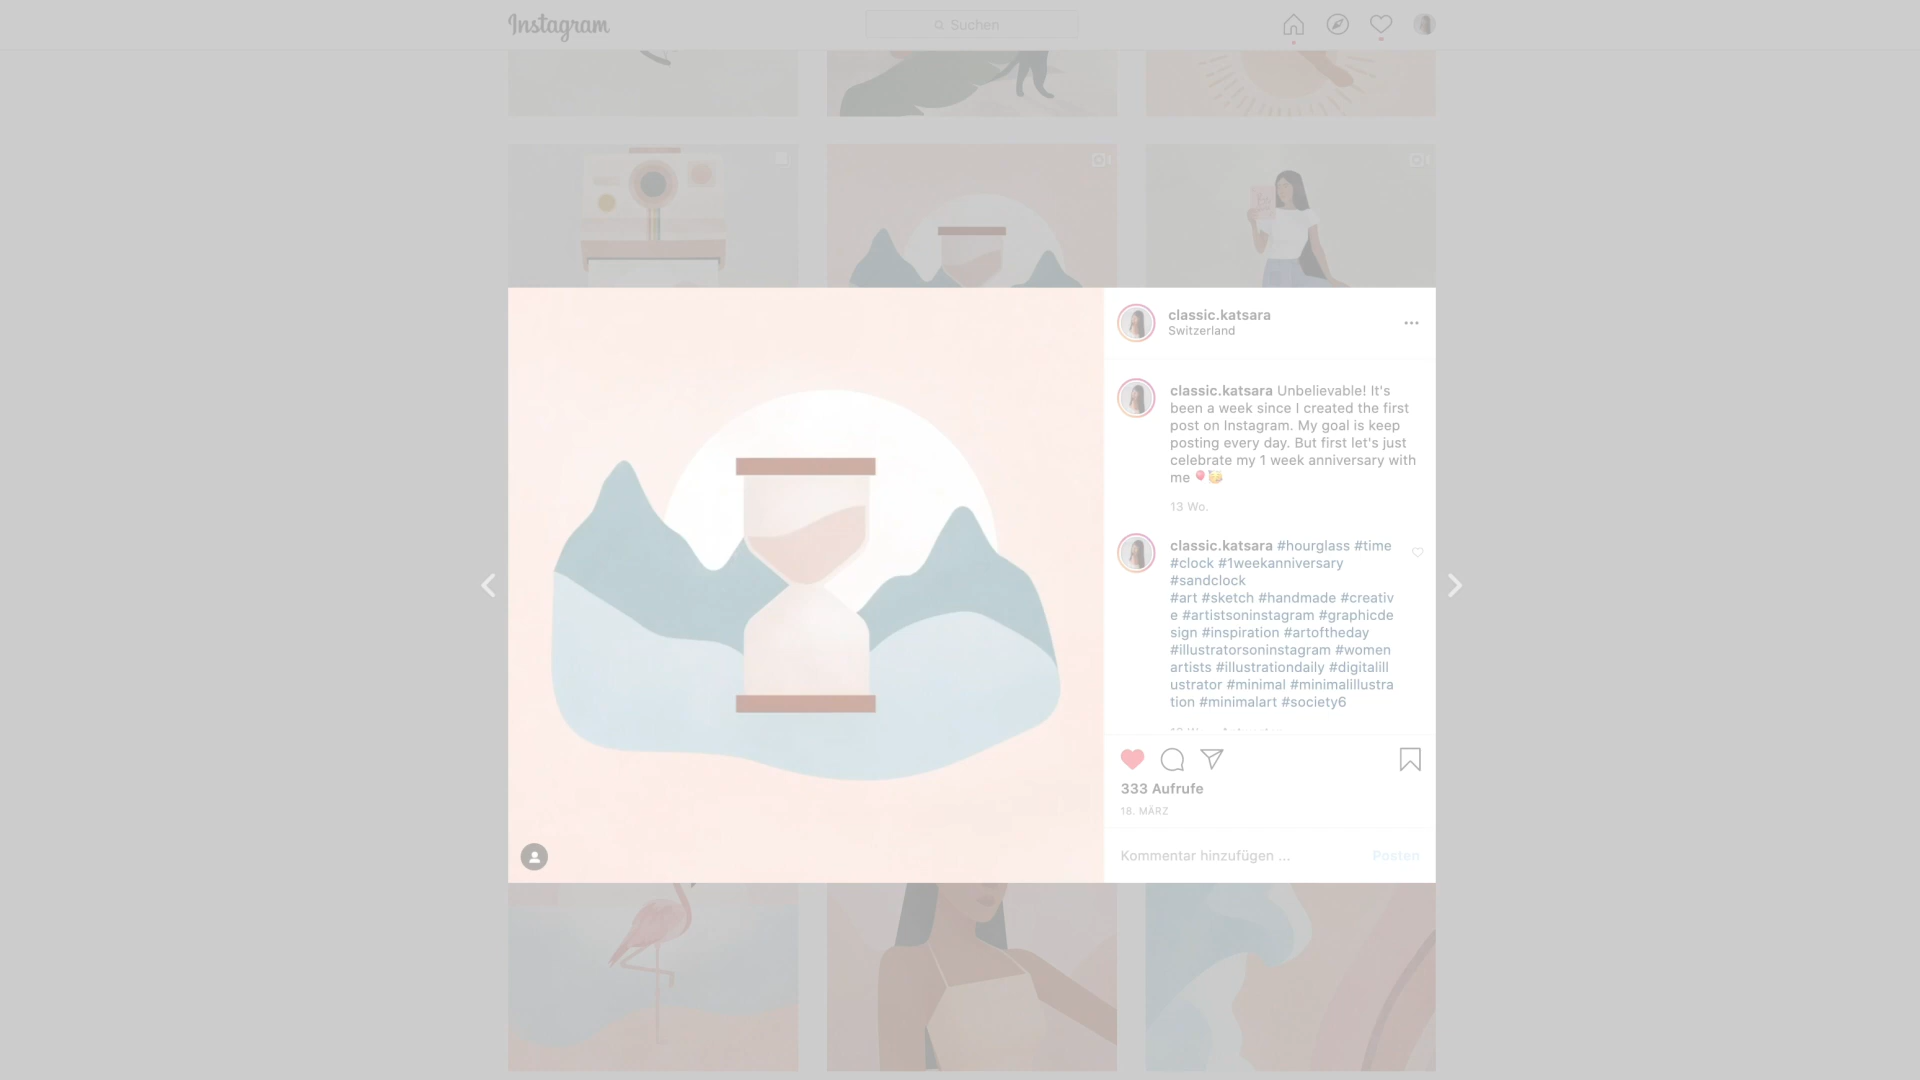 Instagram
Suchen
classic.katsara
Switzerland
classic.katsara Unbelievable! It's
been a week since I created the first
post on Instagram. My goal is keep
posting every day. But first let's just
celebrate my 1 week anniversary with
me 🎈🥳
13 Wo.
classic.katsara #hourglass #time
#clock #1weekanniversary
#sandclock
#art #sketch #handmade #creativ
e #artistsoninstagram #graphicde
sign #inspiration #artoftheday
#illustratorsoninstagram #women
artists #illustrationdaily #digitalill
ustrator #minimal #minimalillustra
tion #minimalart #society6
333 Aufrufe
18. MÄRZ
Kommentar hinzufügen ...
Posten